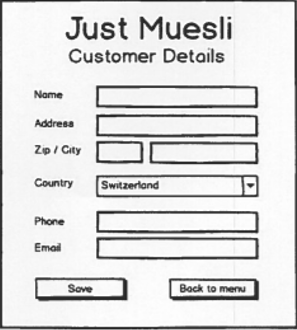 Just Muesli
Customer Details
Name
Address
Zip / City
Country
Switzerland
Phone
Email
Save
Back to menu